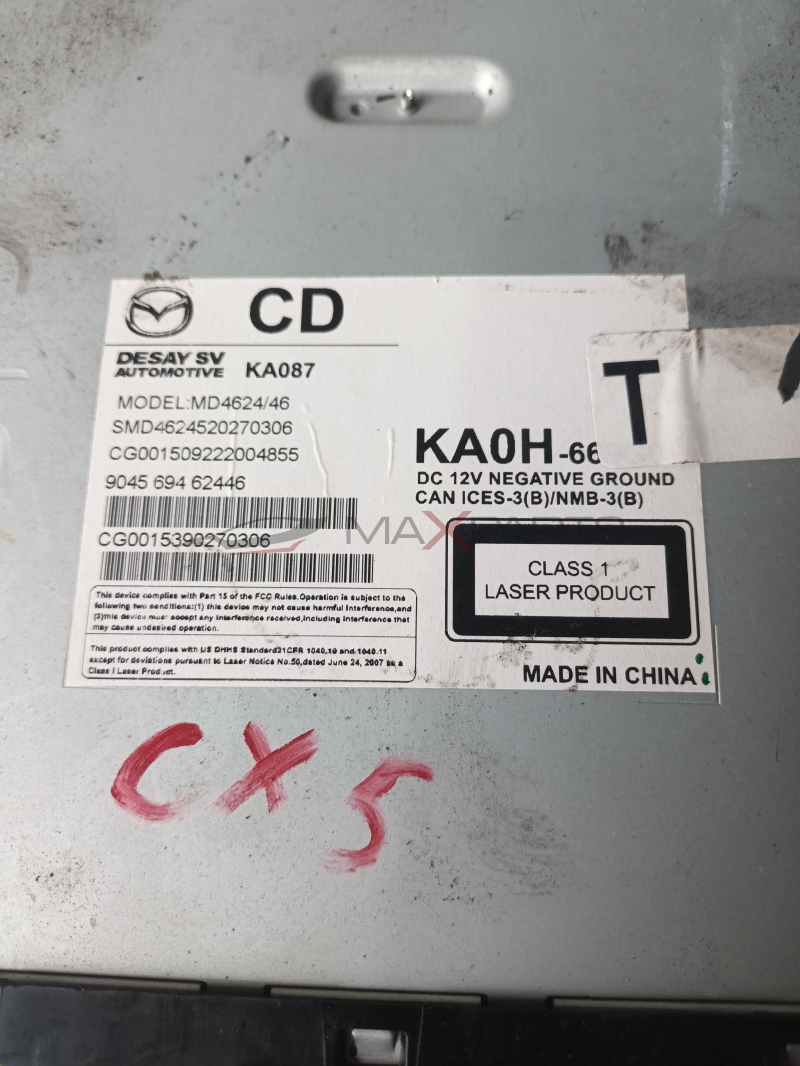 CD
DESAY SV
AUTOMOTIVE KA087
MODEL:MD4624/46
SMD4624520270306
CG001509222004855
9045 694 62446
CG0015390270306
This device complies with Part 15 of the FCC Rules.Operation is subject to the
following two conditions:(1) this device may not cause harmful Interference,and
(2)this device must accept any interference received,including Interference that
may cause undesired operation.
This product complies with US DHHS Standard21CFR 1040.10 and 1040.11
except for deviations pursuant to Laser Notice No.50,dated June 24, 2007 as a
Class I Laser Product.
T
KA0H-66
DC 12V NEGATIVE GROUND
CAN ICES-3(B)/NMB-3(B)
MAXPARTS
CLASS 1
LASER PRODUCT
MADE IN CHINA
CX5